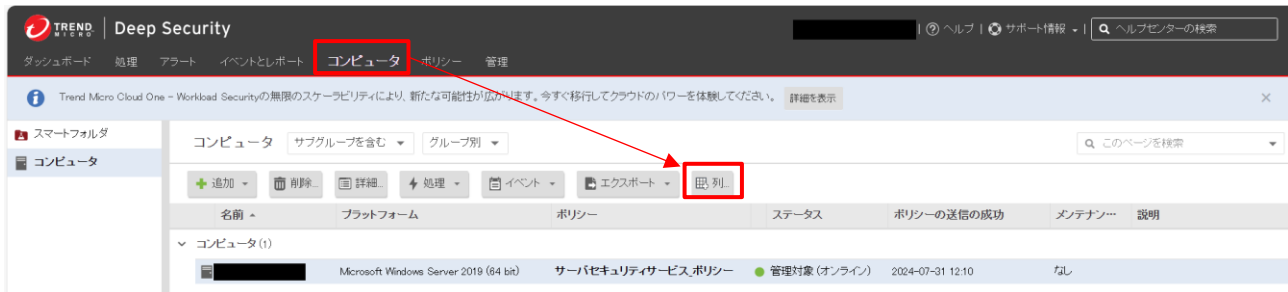 TREND MICRO Deep Security
ヘルプ | サポート情報 | ヘルプセンターの検索
ダッシュボード 処理 アラート イベントとレポート コンピュータ ポリシー 管理
Trend Micro Cloud One - Workload Securityの無限のスケーラビリティにより、新たな可能性が広がります。今すぐ移行してクラウドのパワーを体験してください。 詳細を表示
スマートフォルダ
コンピュータ
コンピュータ サブグループを含む グループ別 このページを検索
追加 削除... 詳細... 処理 イベント エクスポート 列...
名前 プラットフォーム ポリシー ステータス ポリシーの送信の成功 メンテナン… 説明
コンピュータ (1)
Microsoft Windows Server 2019 (64 bit) サーバセキュリティサービス_ポリシー 管理対象 (オンライン) 2024-07-31 12:10 なし